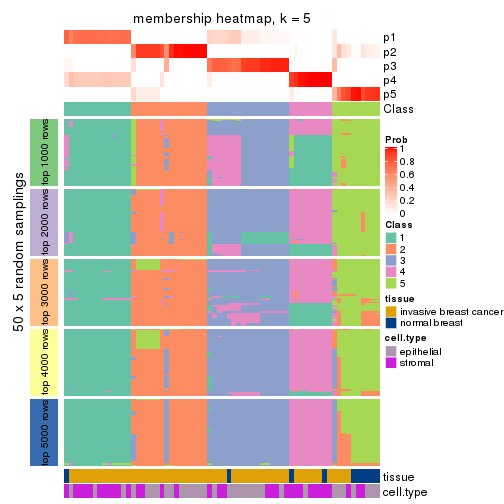 membership heatmap, k = 5
p1
p2
p3
p4
p5
Class
50 x 5 random samplings
top 1000 rows
top 2000 rows
top 3000 rows
top 4000 rows
top 5000 rows
Prob
1
0.8
0.6
0.4
0.2
0
Class
1
2
3
4
5
tissue
invasive breast cancer
normal breast
cell.type
epithelial
stromal
tissue
cell.type